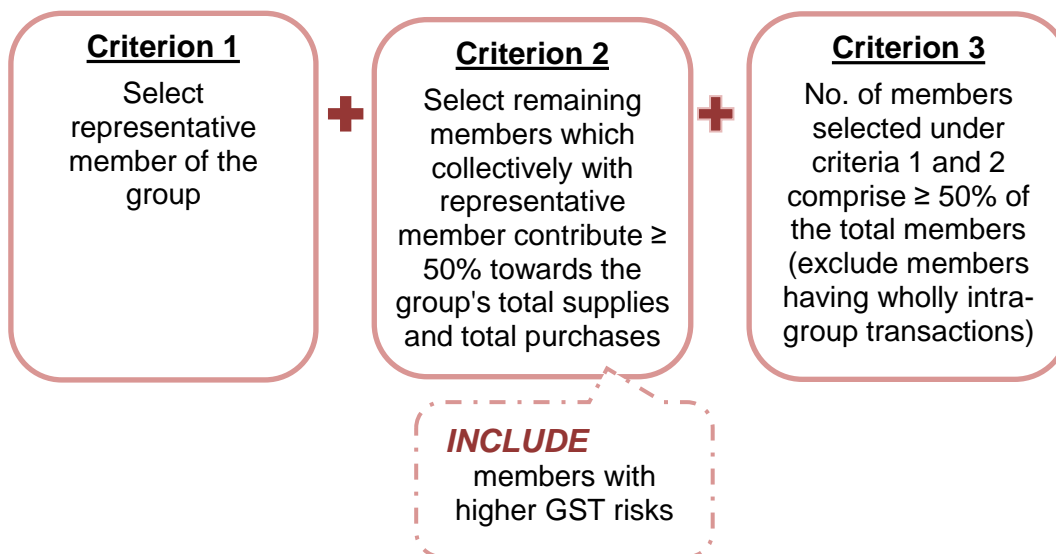 Criterion 1
Select
representative
member of the
group
Criterion 2
Select remaining
members which
collectively with
representative
member contribute ≥
50% towards the
group's total supplies
and total purchases
Criterion 3
No. of members
selected under
criteria 1 and 2
comprise ≥ 50% of
the total members
(exclude members
having wholly intra-
group transactions)
INCLUDE
members with
higher GST risks